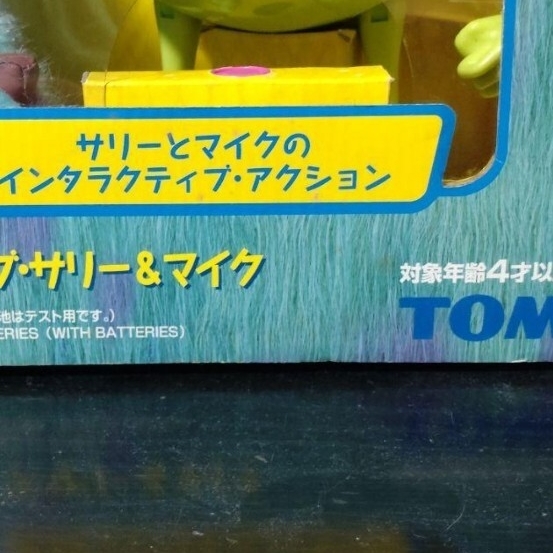 サリーとマイクの
インタラクティブ・アクション
グ・サリー&マイク
池はテスト用です。)
ERIES (WITH BATTERIES)
対象年齢4才以
TOM